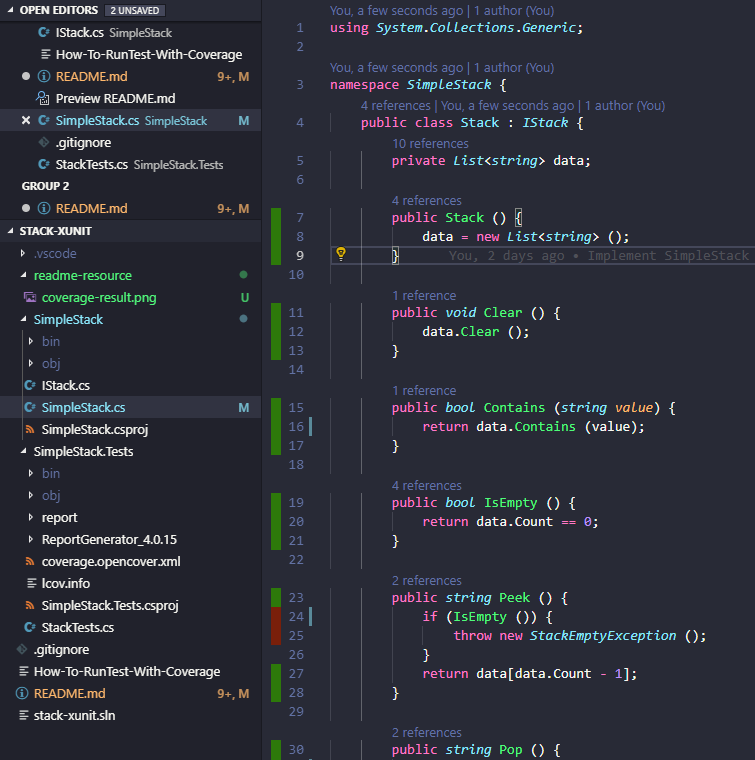 OPEN EDITORS 2 UNSAVED
IStack.cs SimpleStack
How-To-RunTest-With-Coverage
README.md 9+, M
Preview README.md
SimpleStack.cs SimpleStack M
.gitignore
StackTests.cs SimpleStack.Tests
GROUP 2
README.md 9+, M
STACK-XUNIT
.vscode
readme-resource
coverage-result.png U
SimpleStack
bin
obj
IStack.cs
SimpleStack.cs M
SimpleStack.csproj
SimpleStack.Tests
bin
obj
report
ReportGenerator_4.0.15
coverage.opencover.xml
lcov.info
SimpleStack.Tests.csproj
StackTests.cs
.gitignore
How-To-RunTest-With-Coverage
README.md 9+, M
stack-xunit.sln
You, a few seconds ago | 1 author (You)
1 using System.Collections.Generic;
2
You, a few seconds ago | 1 author (You)
3 namespace SimpleStack {
4 references | You, a few seconds ago | 1 author (You)
4 public class Stack : IStack {
10 references
5 private List<string> data;
6
4 references
7 public Stack () {
8 data = new List<string> ();
9 } You, 2 days ago • Implement SimpleStack
10
1 reference
11 public void Clear () {
12 data.Clear ();
13 }
14
1 reference
15 public bool Contains (string value) {
16 return data.Contains (value);
17 }
18
4 references
19 public bool IsEmpty () {
20 return data.Count == 0;
21 }
22
2 references
23 public string Peek () {
24 if (IsEmpty ()) {
25 throw new StackEmptyException ();
26 }
27 return data[data.Count - 1];
28 }
29
2 references
30 public string Pop () {